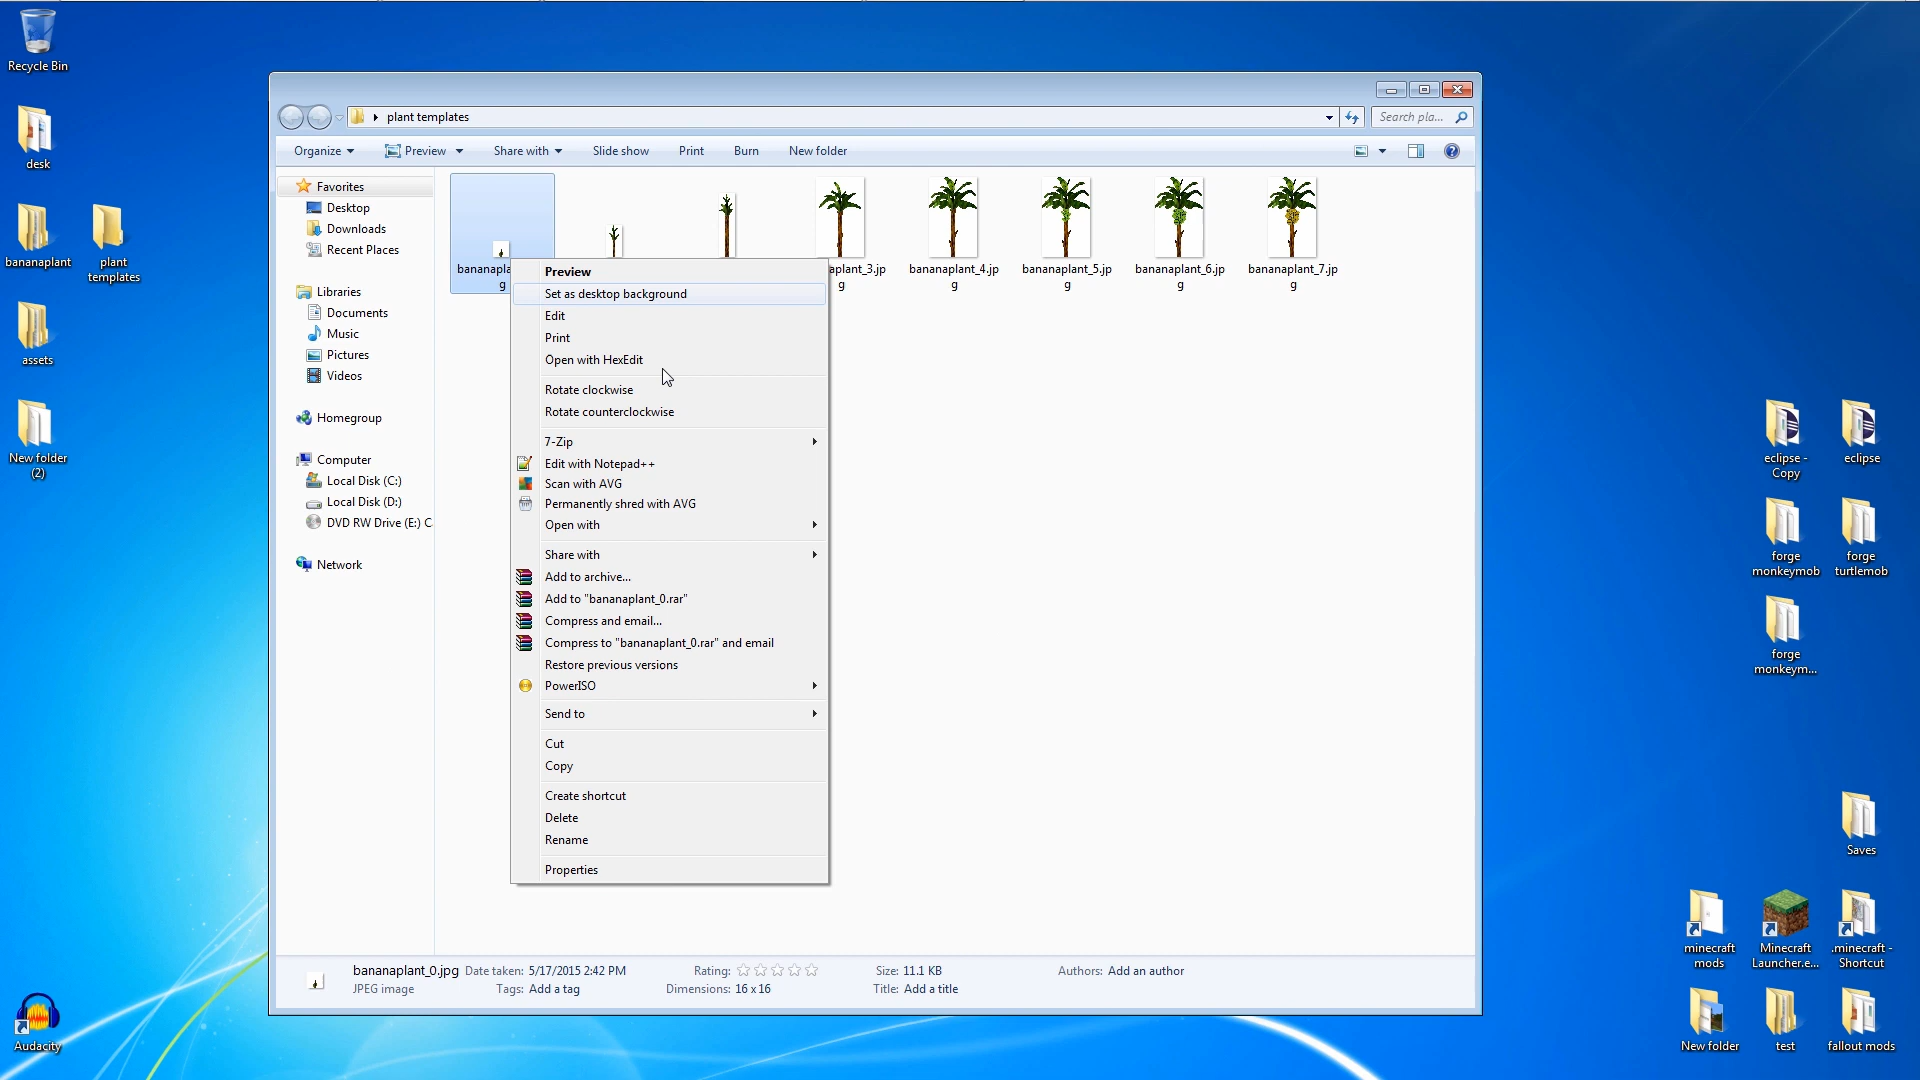 Recycle Bin
desk
bananaplant
plant
templates
assets
New folder
(2)
Audacity
plant templates
Search pla...
Organize
Preview
Share with
Slide show
Print
Burn
New folder
Favorites
Desktop
Downloads
Recent Places
Libraries
Documents
Music
Pictures
Videos
Homegroup
Computer
Local Disk (C:)
Local Disk (D:)
DVD RW Drive (E:) C
Network
bananapla
g
aplant_3.jp
g
bananaplant_4.jp
g
bananaplant_5.jp
g
bananaplant_6.jp
g
bananaplant_7.jp
g
Preview
Set as desktop background
Edit
Print
Open with HexEdit
Rotate clockwise
Rotate counterclockwise
7-Zip
Edit with Notepad++
Scan with AVG
Permanently shred with AVG
Open with
Share with
Add to archive...
Add to "bananaplant_0.rar"
Compress and email...
Compress to "bananaplant_0.rar" and email
Restore previous versions
PowerISO
Send to
Cut
Copy
Create shortcut
Delete
Rename
Properties
bananaplant_0.jpg Date taken: 5/17/2015 2:42 PM Rating: Size: 11.1 KB Authors: Add an author
JPEG image Tags: Add a tag Dimensions: 16 x 16 Title: Add a title
eclipse -
Copy
eclipse
forge
monkeymob
forge
turtlemob
forge
monkeym...
Saves
minecraft
mods
Minecraft
Launcher.e...
.minecraft -
Shortcut
New folder
test
fallout mods